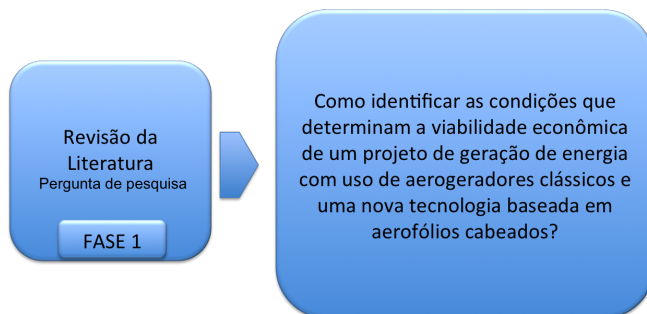 Revisão da
Literatura
Pergunta de pesquisa
FASE 1
Como identificar as condições que
determinam a viabilidade econômica
de um projeto de geração de energia
com uso de aerogeradores clássicos e
uma nova tecnologia baseada em
aerofólios cabeados?